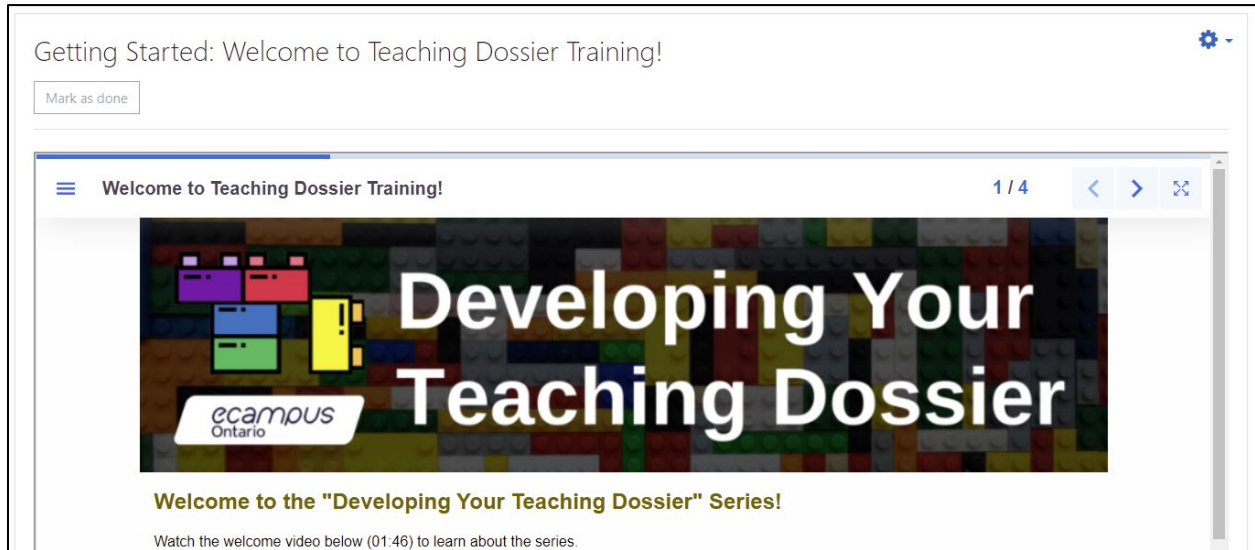 Getting Started: Welcome to Teaching Dossier Training!
Mark as done
Welcome to Teaching Dossier Training!
1 / 4
Developing Your
Teaching Dossier
ecampus
Ontario
Welcome to the "Developing Your Teaching Dossier" Series!
Watch the welcome video below (01:46) to learn about the series.